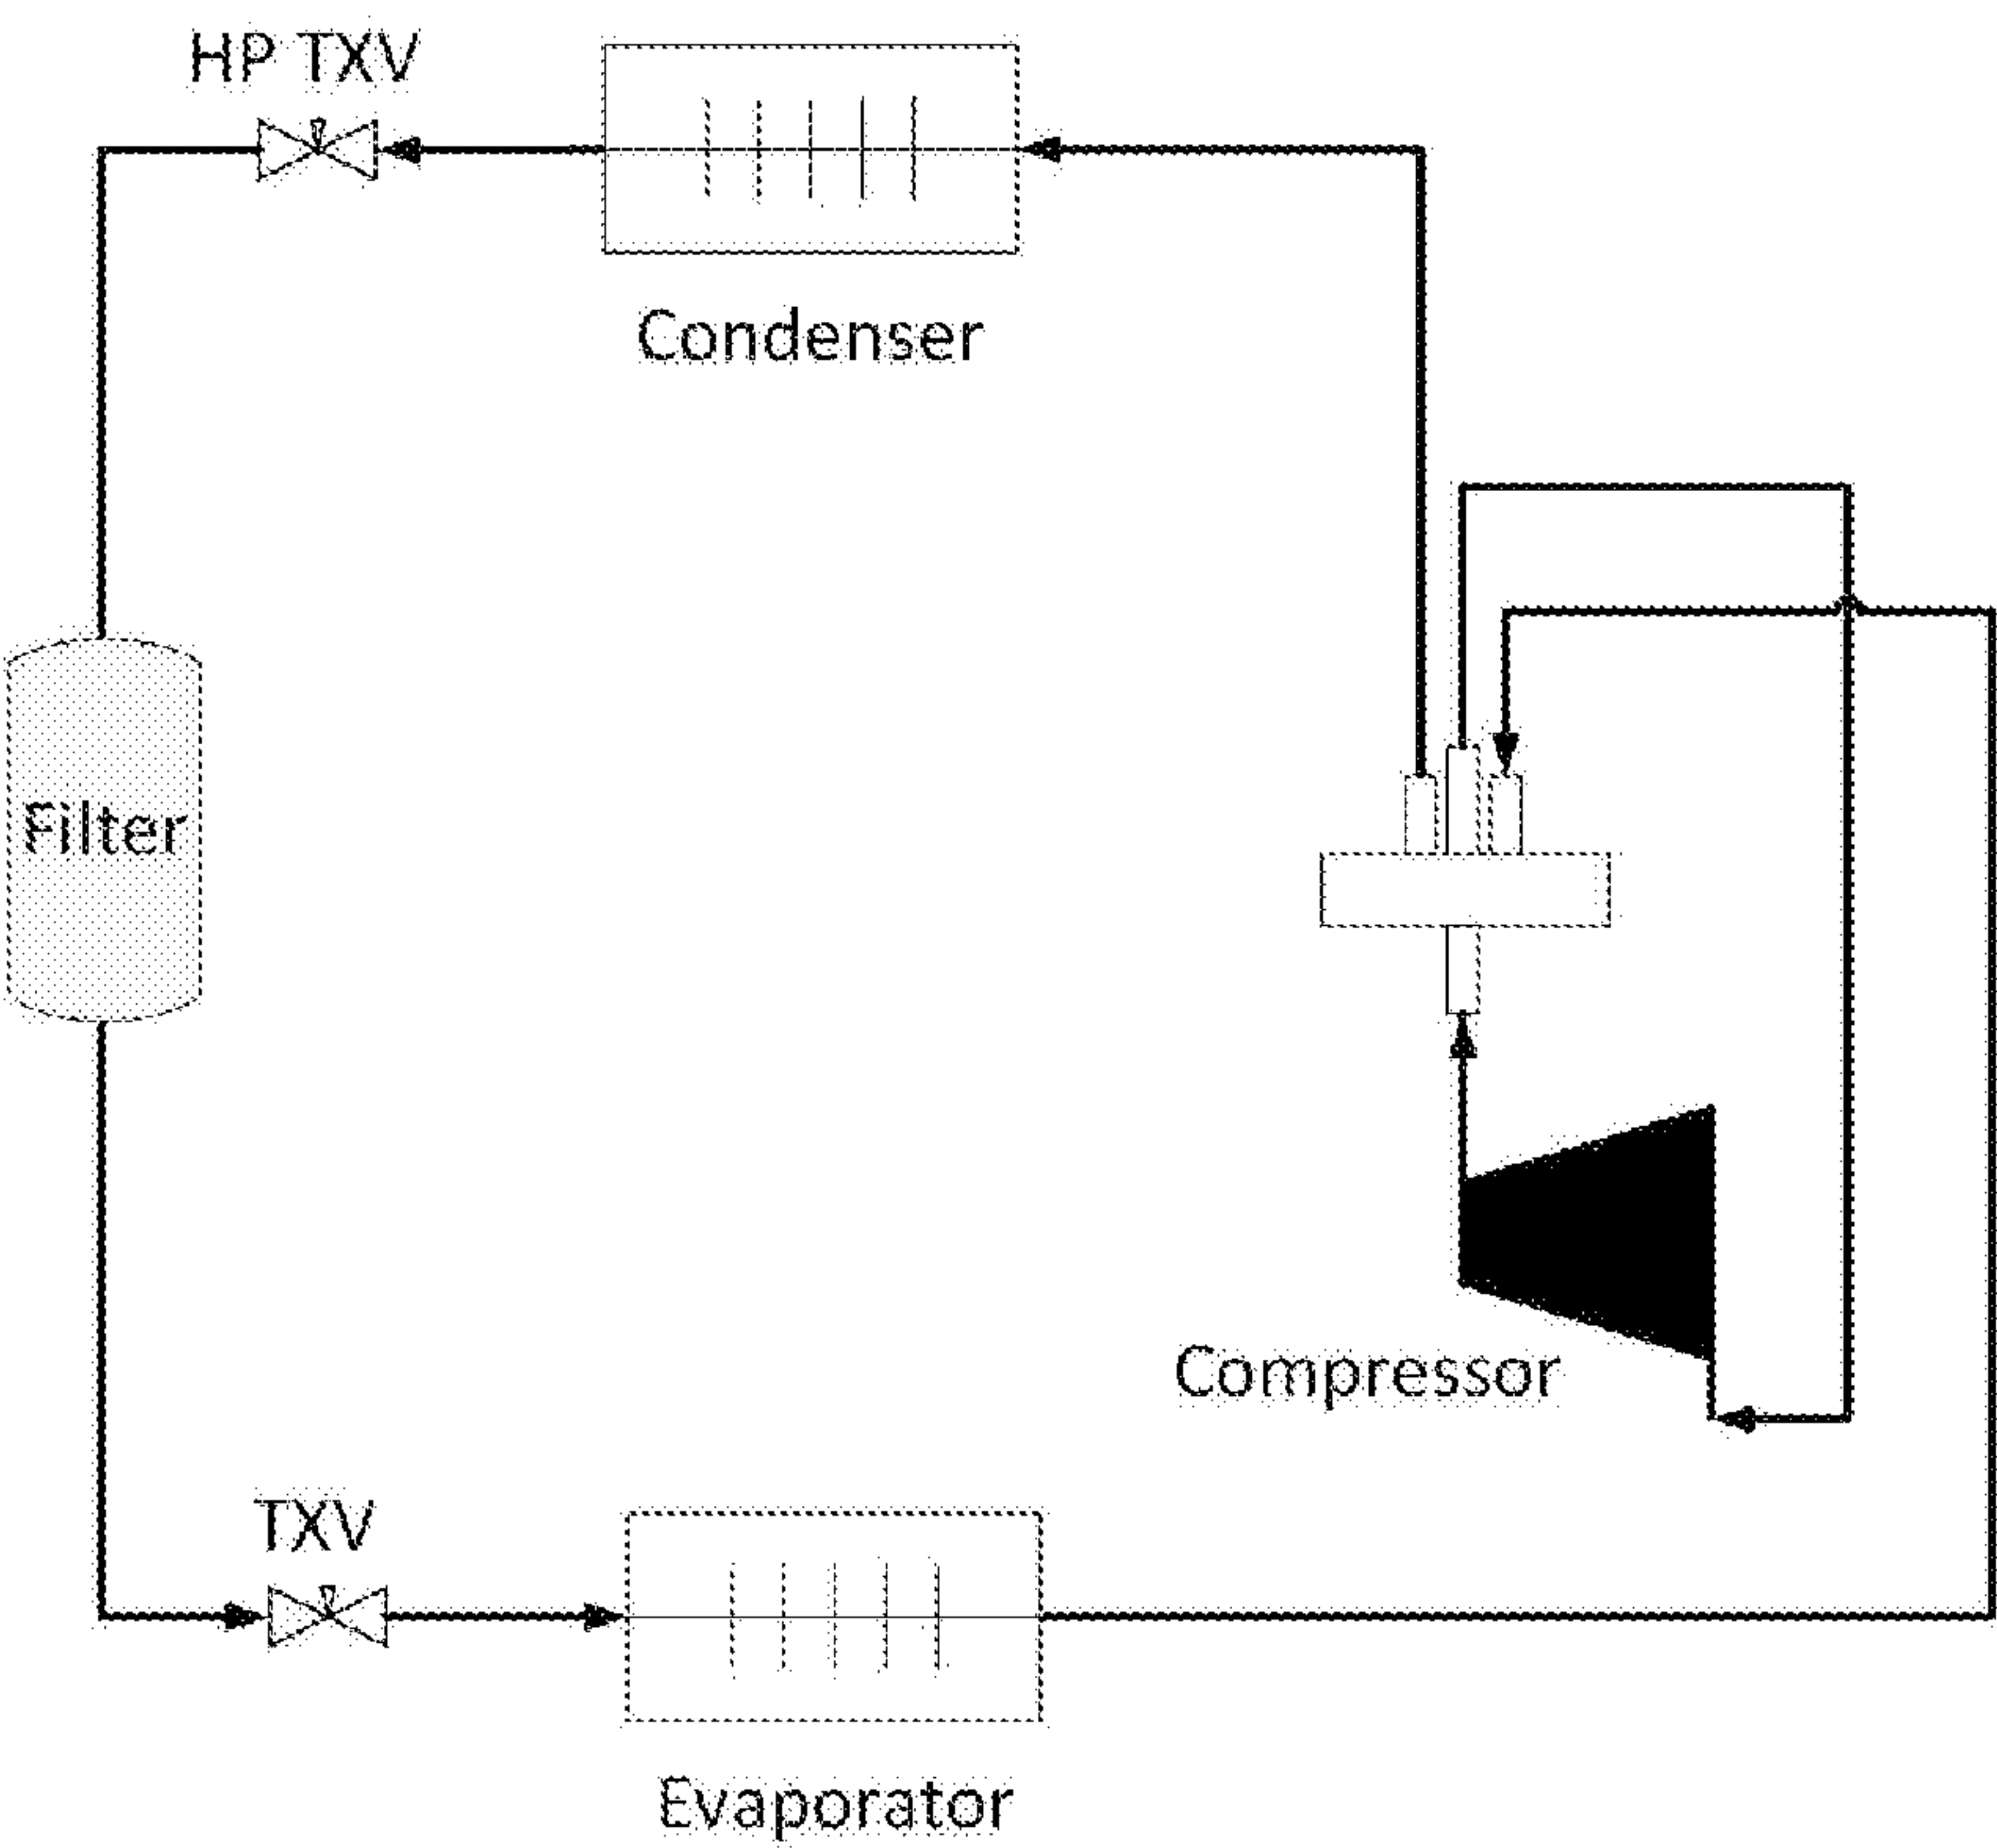 HP TXV
Condenser
Filter
Compressor
TXV
Evaporator